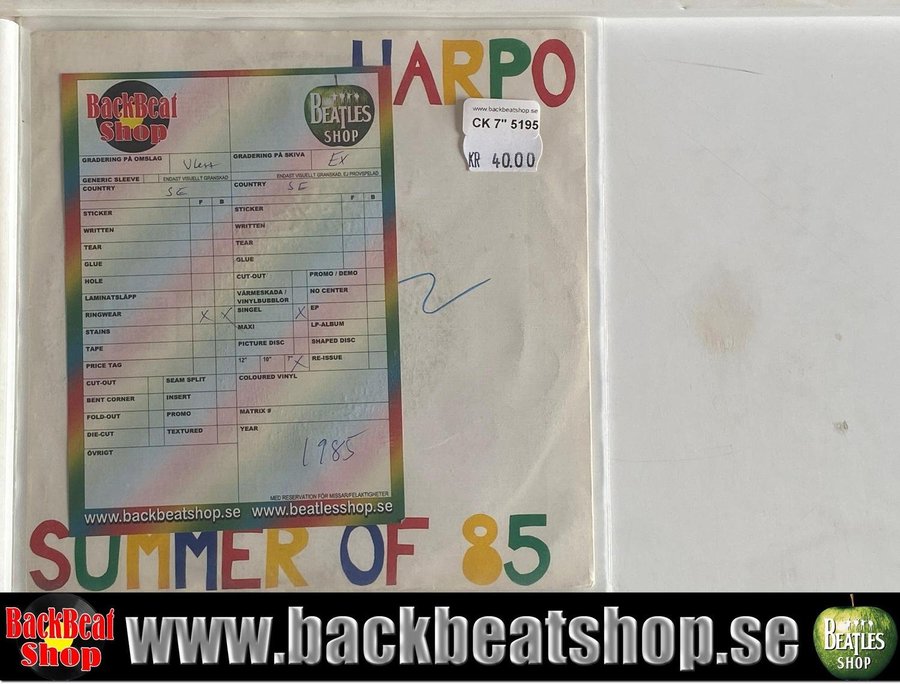 HARPO
www.backbeatshop.se
CK 7" 5195
KR 40.00
BackBeat
Shop
BEATLES
SHOP
GRADERING PÅ OMSLAG
GRADERING PÅ SKIVA Ex
ENDAST VISUELLT GRANSKAD
ENDAST VISUELLT GRANSKAD, EJ PROVSPELAD
GENERIC SLEEVE
COUNTRY SE
COUNTRY SE
F B
F B
STICKER
STICKER
WRITTEN
WRITTEN
TEAR
TEAR
GLUE
GLUE
HOLE
CUT-OUT
PROMO / DEMO
LAMINATSLÄPP
VÄRMESKADA /
VINYLBUBBLOR
NO CENTER
RINGWEAR X X
SINGEL X
EP
STAINS
MAXI
LP-ALBUM
TAPE
PICTURE DISC
SHAPED DISC
PRICE TAG
12" 10" 7" X
RE-ISSUE
CUT-OUT
SEAM SPLIT
COLOURED VINYL
BENT CORNER
INSERT
FOLD-OUT
PROMO
MATRIX #
DIE-CUT
TEXTURED
YEAR
1985
ÖVRIGT
MED RESERVATION FÖR MISSAR/FELAKTIGHETER
www.backbeatshop.se www.beatlesshop.se
SUMMER OF 85
BackBeat
Shop
www.backbeatshop.se
BEATLES
SHOP